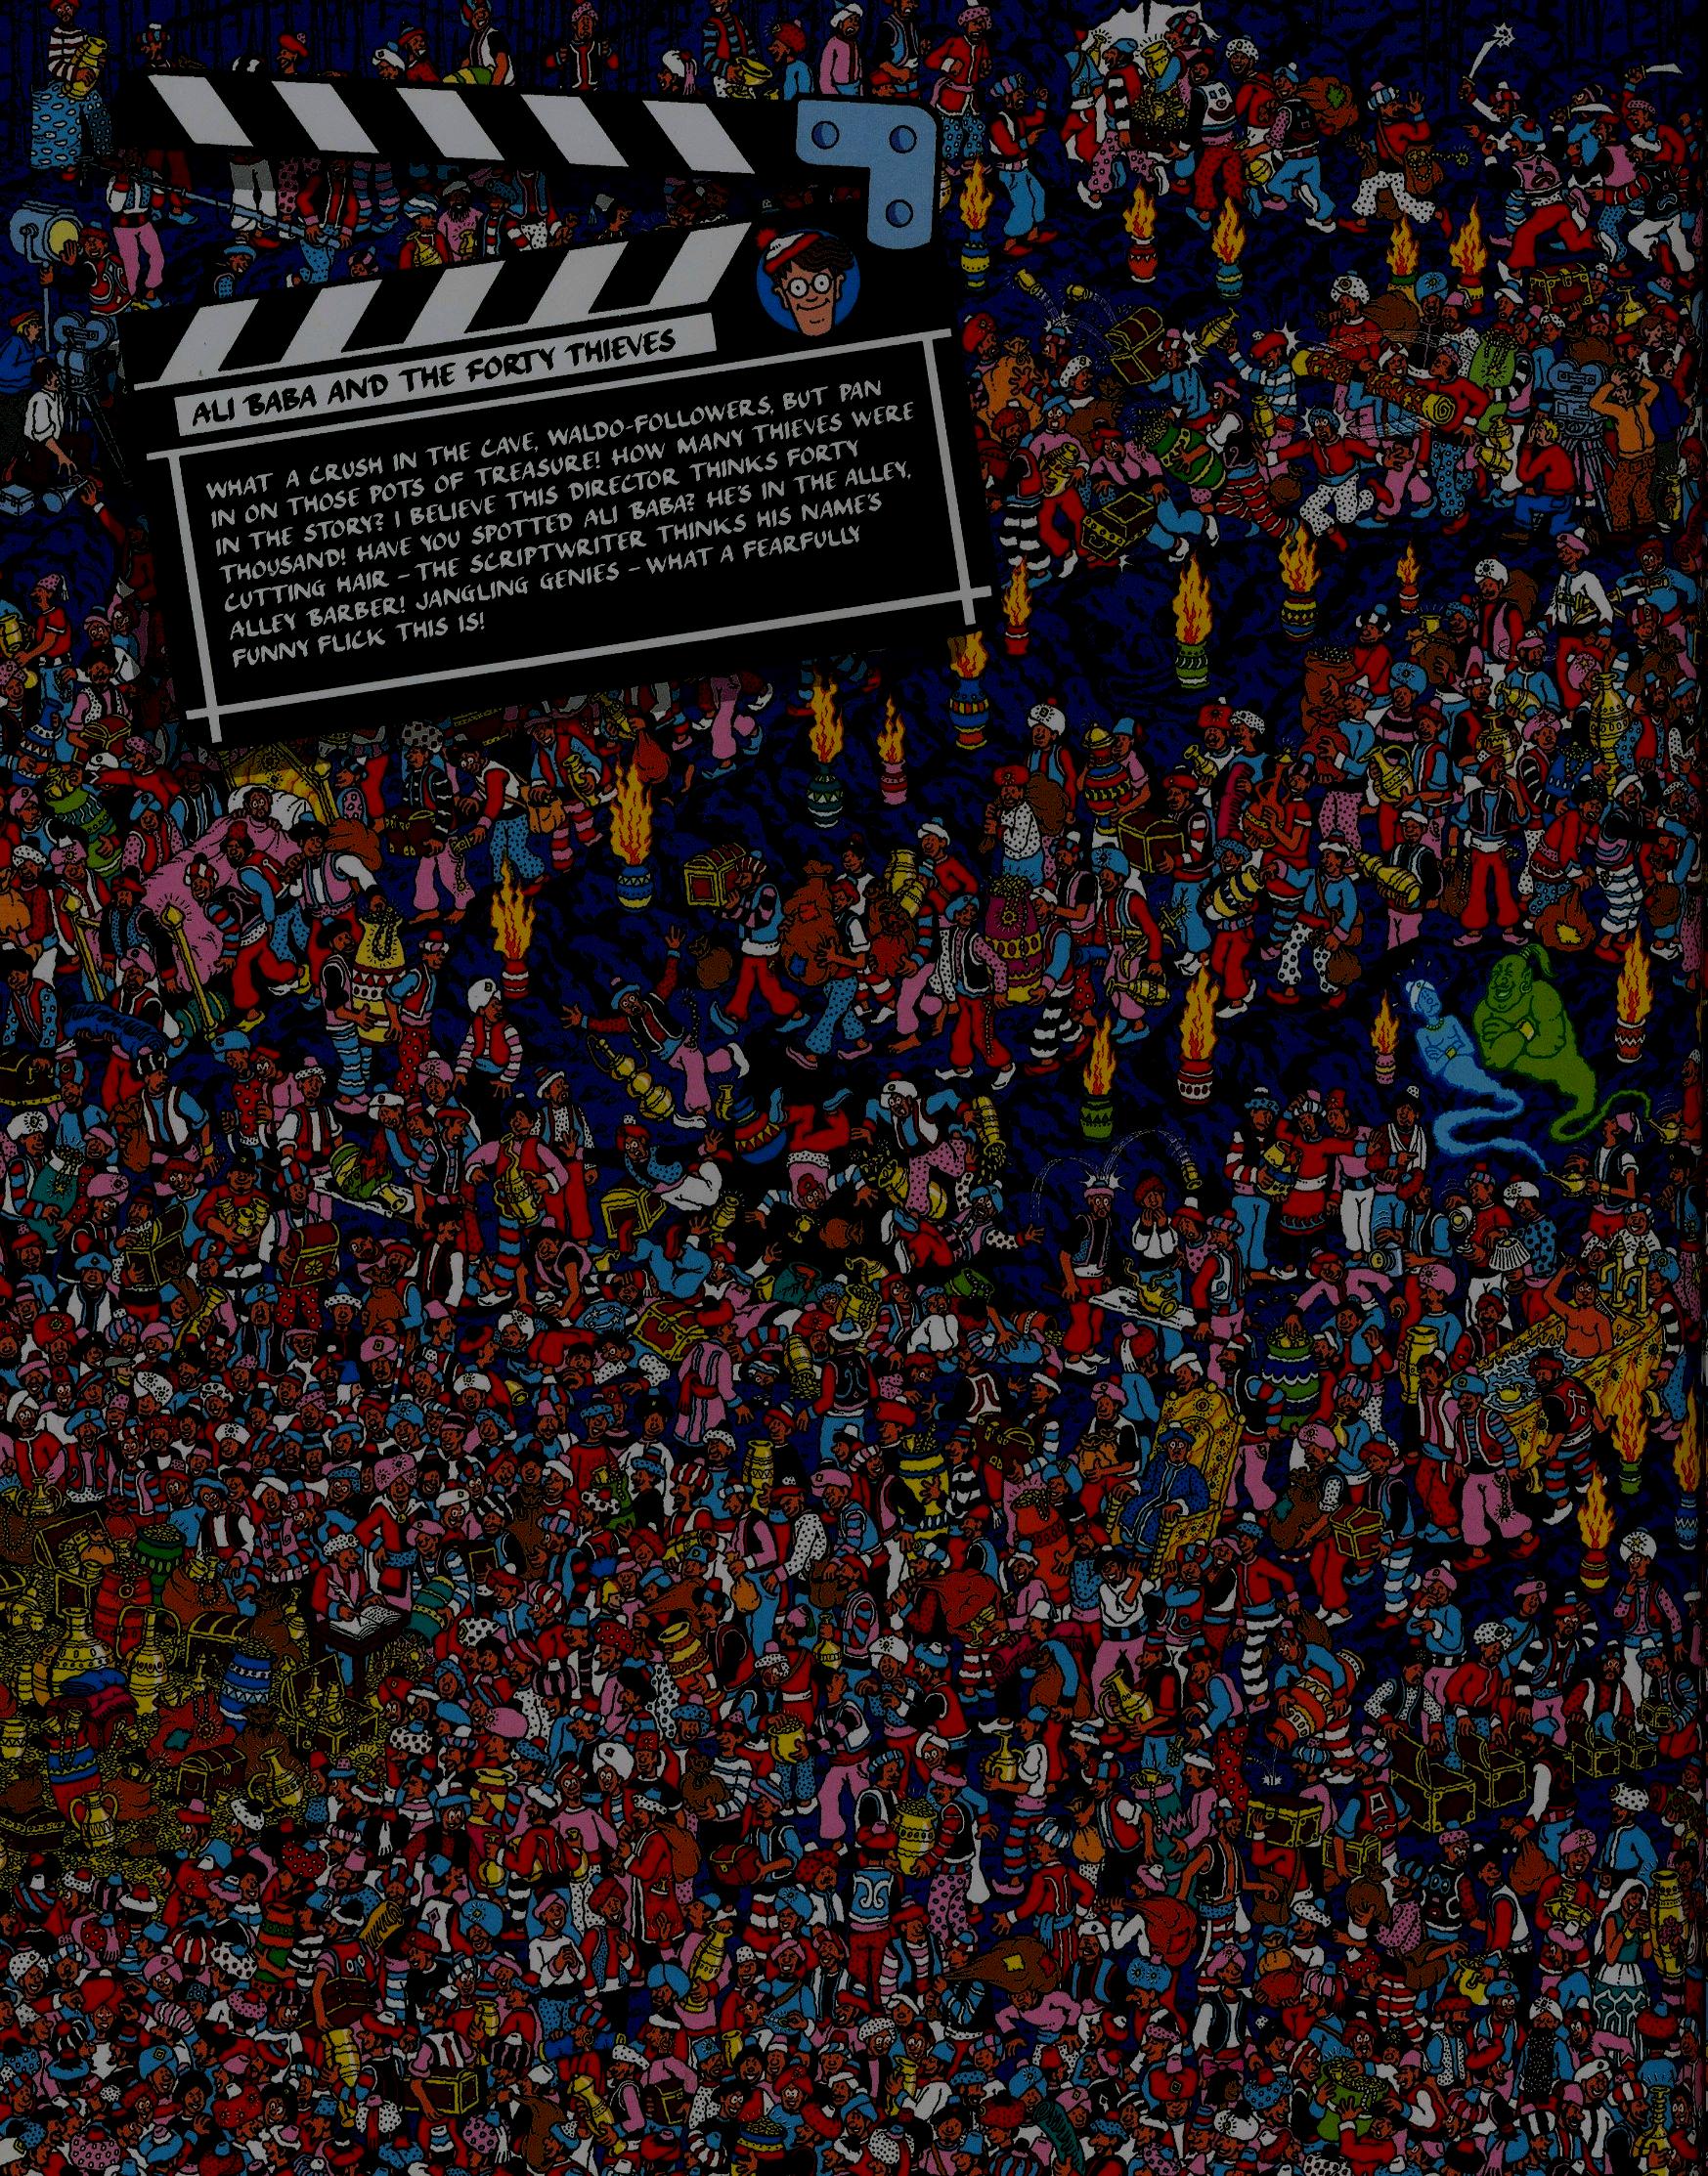 ALI BABA AND THE FORTY THIEVES
WHAT A CRUSH IN THE CAVE, WALDO-FOLLOWERS, BUT PAN
IN ON THOSE POTS OF TREASURE! HOW MANY THIEVES WERE
IN THE STORY? I BELIEVE THIS DIRECTOR THINKS FORTY
THOUSAND! HAVE YOU SPOTTED ALI BABA? HE'S IN THE ALLEY,
CUTTING HAIR – THE SCRIPTWRITER THINKS HIS NAME'S
ALLEY BARBER! JANGLING GENIES – WHAT A FEARFULLY
FUNNY FLICK THIS IS!